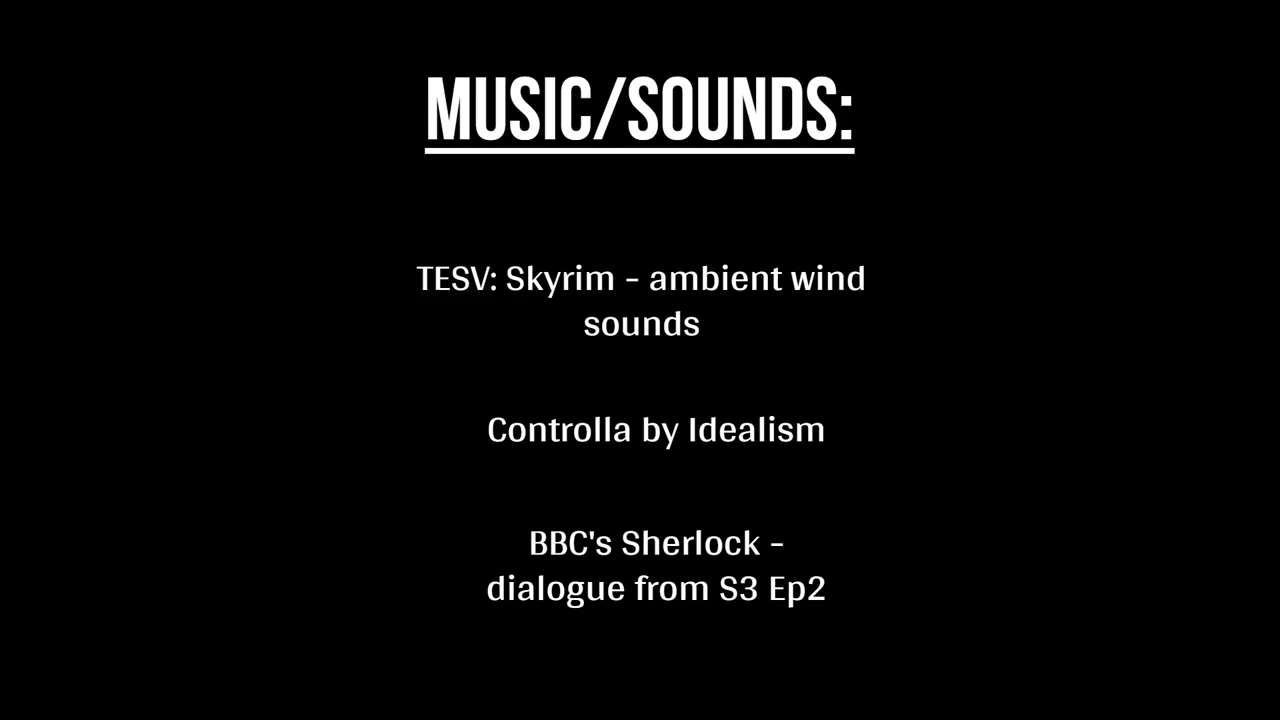 MUSIC/SOUNDS:
TESV: Skyrim - ambient wind
sounds
Controlla by Idealism
BBC's Sherlock -
dialogue from S3 Ep2